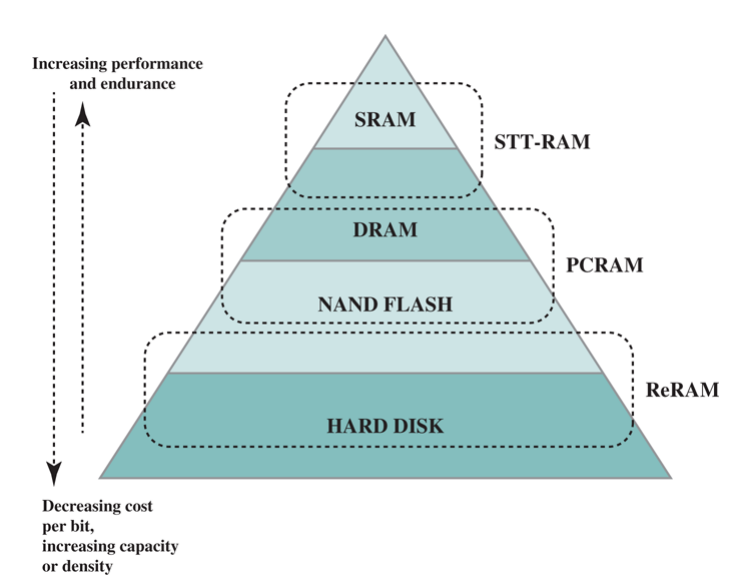 Increasing performance
and endurance
SRAM
STT-RAM
DRAM
PCRAM
NAND FLASH
ReRAM
HARD DISK
Decreasing cost
per bit,
increasing capacity
or density